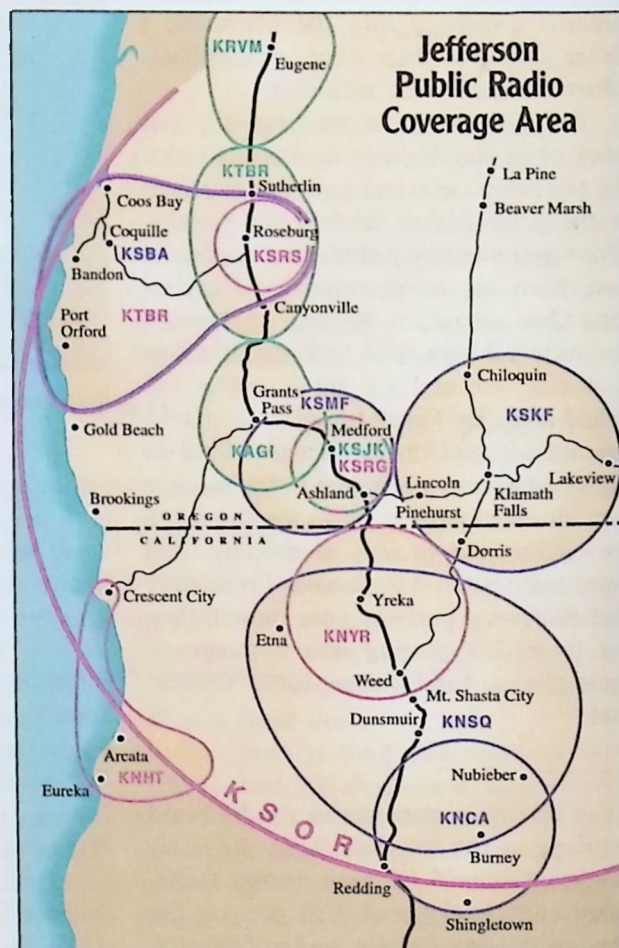 Jefferson
Public Radio
Coverage Area
KRVM
Eugene
KTBR
Sutherlin
La Pine
Beaver Marsh
Coos Bay
Coquille
KSBA
Bandon
Roseburg
KSRS
KTBR
Port
Orford
Canyonville
Chiloquin
Grants
Pass
KSMF
KSKF
Gold Beach
Medford
KAGI
KSJK
KSRG
Ashland
Lincoln
Pinehurst
Klamath
Falls
Lakeview
Brookings
OREGON
CALIFORNIA
Dorris
Crescent City
Yreka
Etna
KNYR
Weed
Mt. Shasta City
Dunsmuir
KNSQ
Arcata
KNHT
Eureka
Nubieber
KSOR
KNCA
Burney
Redding
Shingletown